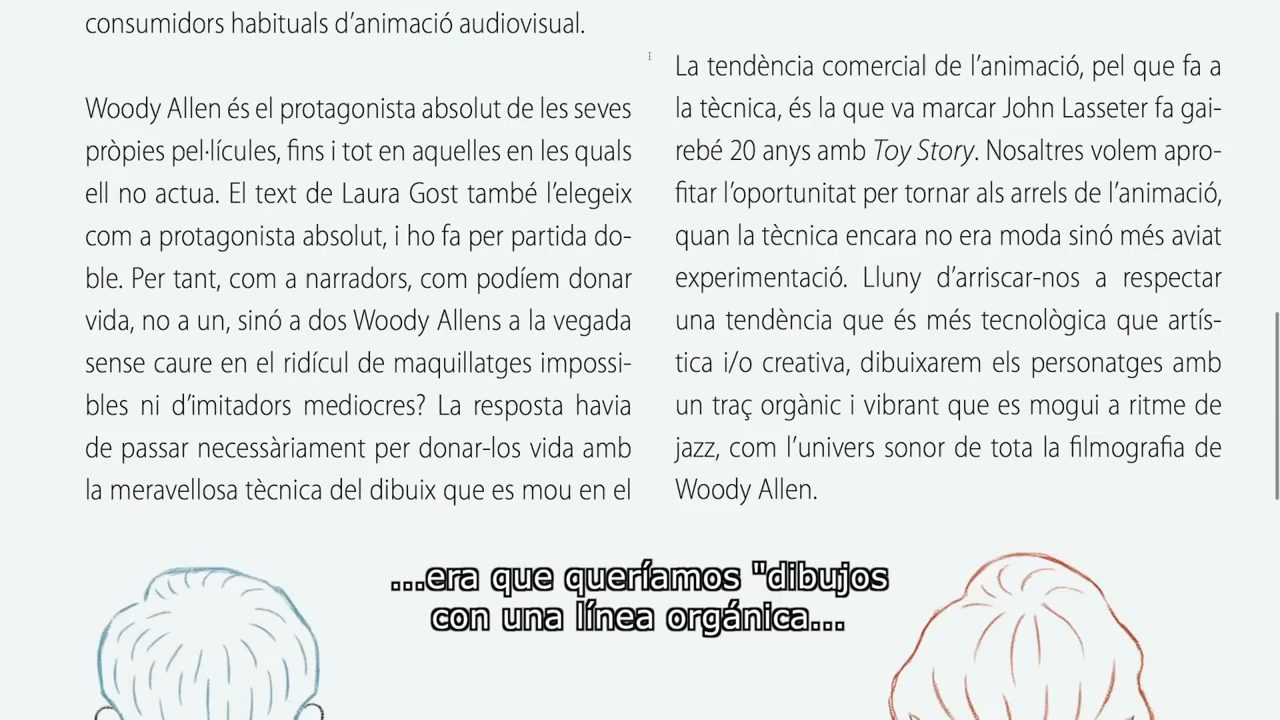 consumidors habituals d’animació audiovisual.
Woody Allen és el protagonista absolut de les seves
pròpies pel·lícules, fins i tot en aquelles en les quals
ell no actua. El text de Laura Gost també l’elegeix
com a protagonista absolut, i ho fa per partida do-
ble. Per tant, com a narradors, com podíem donar
vida, no a un, sinó a dos Woody Allens a la vegada
sense caure en el ridícul de maquillatges impossi-
bles ni d’imitadors mediocres? La resposta havia
de passar necessàriament per donar-los vida amb
la meravellosa tècnica del dibuix que es mou en el
La tendència comercial de l’animació, pel que fa a
la tècnica, és la que va marcar John Lasseter fa gai-
rebé 20 anys amb Toy Story. Nosaltres volem apro-
fitar l’oportunitat per tornar als arrels de l’animació,
quan la tècnica encara no era moda sinó més aviat
experimentació. Lluny d’arriscar-nos a respectar
una tendència que és més tecnològica que artís-
tica i/o creativa, dibuixarem els personatges amb
un traç orgànic i vibrant que es mogui a ritme de
jazz, com l’univers sonor de tota la filmografia de
Woody Allen.
...era que queríamos "dibujos
con una línea orgánica...